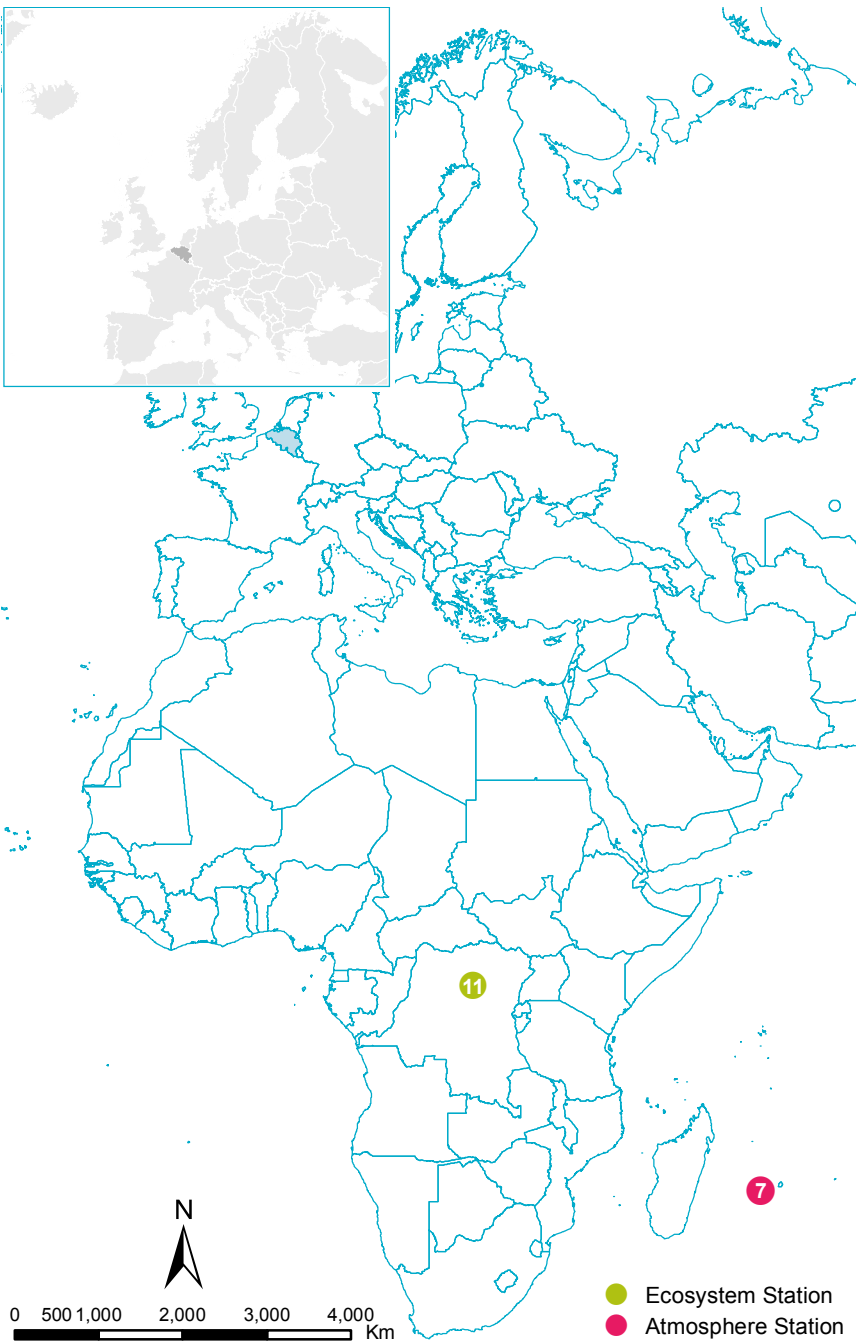 11
7
N
0 500 1,000 2,000 3,000 4,000
Km
Ecosystem Station
Atmosphere Station